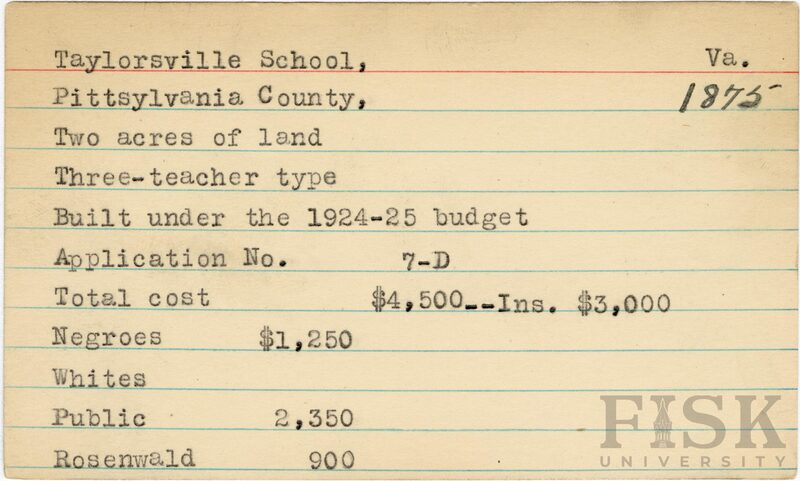 Taylorsville School, Va.
Pittsylvania County, 1875
Two acres of land
Three-teacher type
Built under the 1924-25 budget
Application No. 7-D
Total cost $4,500--Ins. $3,000
Negroes $1,250
Whites
Public 2,350
Rosenwald 900
FISK
UNIVERSITY